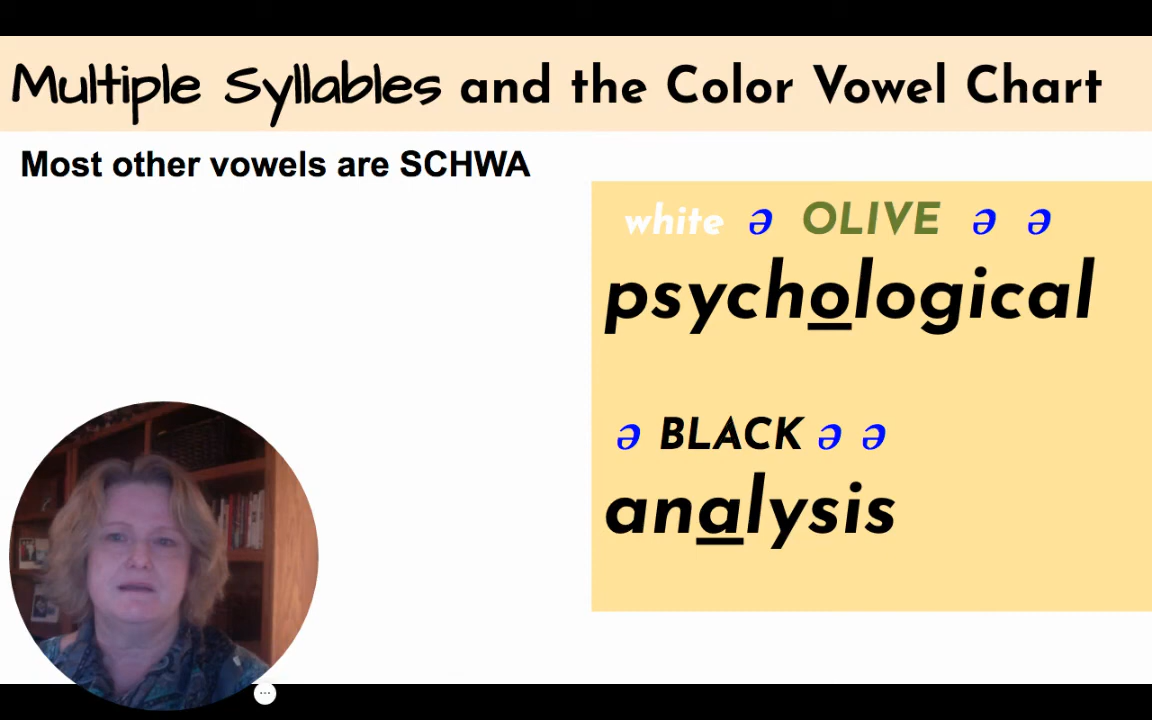 Multiple Syllables and the Color Vowel Chart
Most other vowels are SCHWA
white ə OLIVE ə ə
psychological
ə BLACK ə ə
analysis